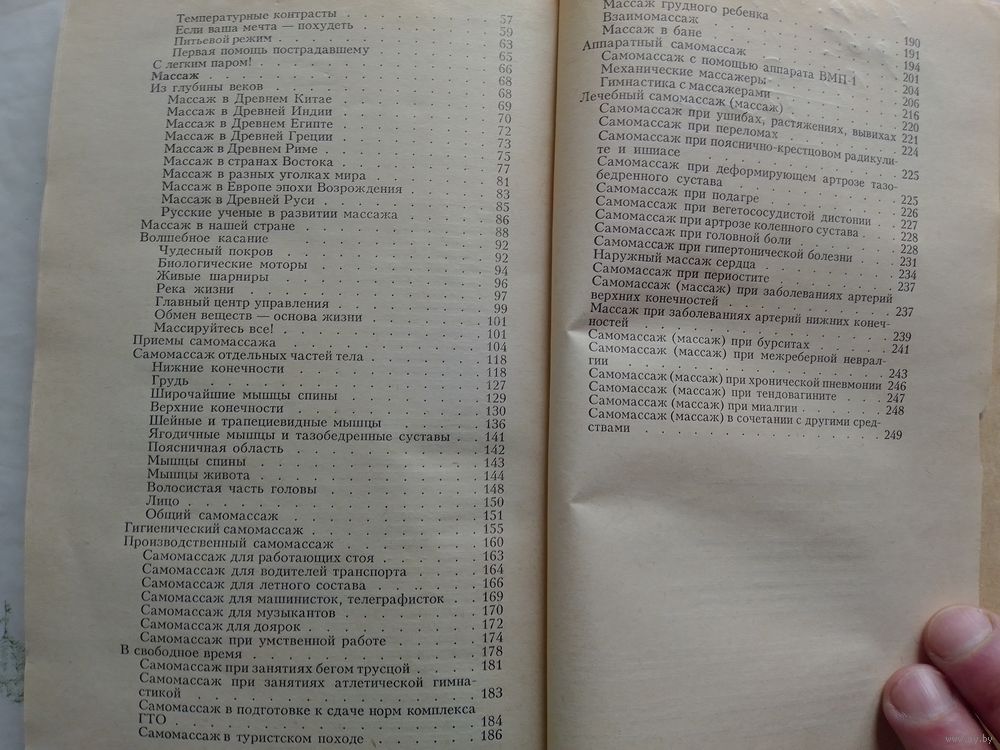 Температурные контрасты . 57
Если ваша мечта — похудеть . 59
Питьевой режим . . . 63
Первая помощь пострадавшему . 65
С легким паром! . . . 66
Массаж . . . 68
Из глубины веков . . . 68
Массаж в Древнем Китае . . . 69
Массаж в Древней Индии . . . 70
Массаж в Древнем Египте . . . 72
Массаж в Древней Греции . . . 73
Массаж в Древнем Риме . . . 75
Массаж в странах Востока . . . 77
Массаж в разных уголках мира . . . 81
Массаж в Европе эпохи Возрождения . . . 83
Массаж в Древней Руси . . . 85
Русские ученые в развитии массажа . . . 86
Массаж в нашей стране . . . 88
Волшебное касание . . . 92
Чудесный покров . . . 92
Биологические моторы . . . 94
Живые шарниры . . . 96
Река жизни . . . 97
Главный центр управления . . . 99
Обмен веществ — основа жизни . . . 101
Массируйтесь все! . . . 101
Приемы самомассажа . . . 104
Самомассаж отдельных частей тела . . . 118
Нижние конечности . . . 118
Грудь . . . 127
Широчайшие мышцы спины . . . 129
Верхние конечности . . . 130
Шейные и трапециевидные мышцы . . . 136
Ягодичные мышцы и тазобедренные суставы . . 141
Поясничная область . . . 142
Мышцы спины . . . 143
Мышцы живота . . . 144
Волосистая часть головы . . . 148
Лицо . . . 150
Общий самомассаж . . . 151
Гигиенический самомассаж . . . 155
Производственный самомассаж . . . 160
Самомассаж для работающих стоя . . . 163
Самомассаж для водителей транспорта . . . 164
Самомассаж для летного состава . . . 166
Самомассаж для машинисток, телеграфисток . . 169
Самомассаж для музыкантов . . . 170
Самомассаж для доярок . . . 172
Самомассаж при умственной работе . . . 174
В свободное время . . . 178
Самомассаж при занятиях бегом трусцой . . . 181
Самомассаж при занятиях атлетической гимна-
стикой . . . 183
Самомассаж в подготовке к сдаче норм комплекса
ГТО . . . 184
Самомассаж в туристском походе . . . 186
Массаж грудного ребенка . . . 190
Взаимомассаж . . . 191
Массаж в бане . . . 194
Аппаратный самомассаж . . . 201
Самомассаж с помощью аппарата ВМП-1 204
Механические массажеры . . . 206
Гимнастика с массажерами . . . 216
Лечебный самомассаж (массаж) . . . 220
Самомассаж при ушибах, растяжениях, вывихах 221
Самомассаж при переломах . . . 224
Самомассаж при пояснично-крестцовом радикули-
те и ишиасе . . . 225
Самомассаж при деформирующем артрозе тазо-
бедренного сустава . . . 225
Самомассаж при подагре . . . 226
Самомассаж при вегетососудистой дистонии . . 227
Самомассаж при артрозе коленного сустава . . 228
Самомассаж при головной боли . . . 228
Самомассаж при гипертонической болезни . . 231
Наружный массаж сердца . . . 234
Самомассаж при периостите . . . 237
Самомассаж (массаж) при заболеваниях артерий
верхних конечностей . . . 237
Массаж при заболеваниях артерий нижних конеч-
ностей . . . 239
Самомассаж (массаж) при бурситах . . . 241
Самомассаж (массаж) при межреберной неврал-
гии . . . 243
Самомассаж (массаж) при хронической пневмонии 246
Самомассаж (массаж) при тендовагините . . . 247
Самомассаж (массаж) при миалгии . . . 248
Самомассаж (массаж) в сочетании с другими сред-
ствами . . . 249
www.ay.by